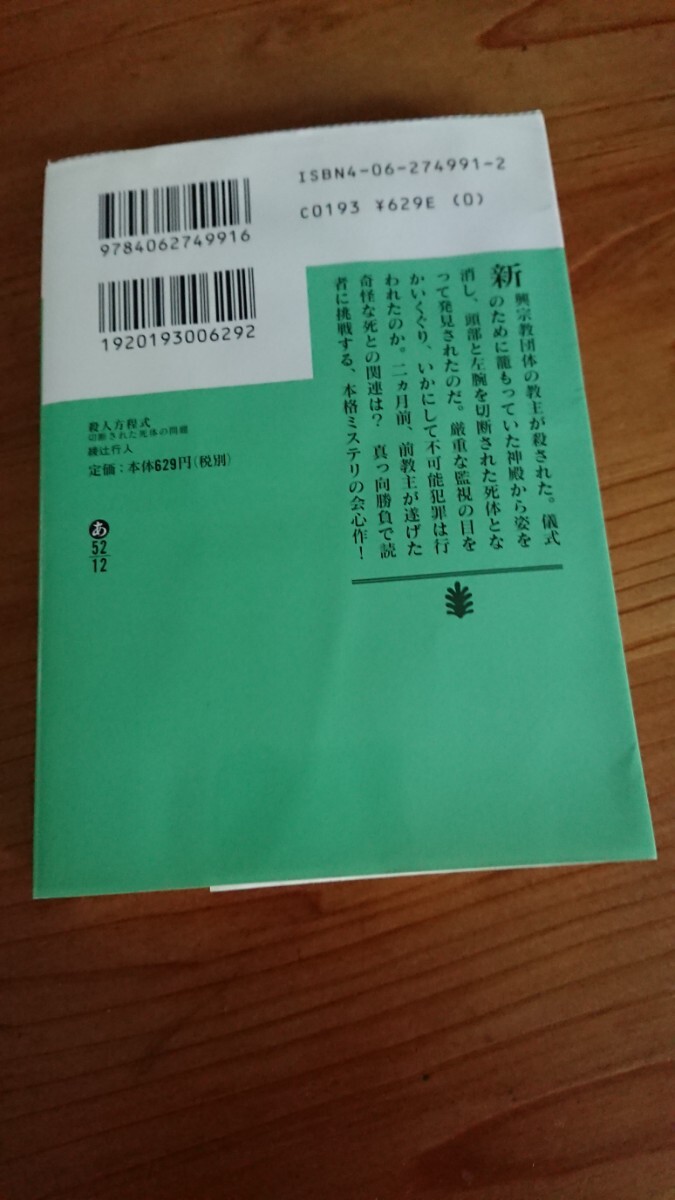 ISBN4-06-274991-2
C0193 ¥629E (0)
9784062749916
1920193006292
新興宗教団体の教主が殺された。儀式
のために籠もっていた神殿から姿を
消し、頭部と左腕を切断された死体とな
って発見されたのだ。厳重な監視の目を
かいくぐり、いかにして不可能犯罪は行
われたのか。二ヵ月前、前教主が遂げた
奇怪な死との関連は? 真っ向勝負で読
者に挑戦する、本格ミステリの会心作!
殺人方程式
切断された死体の問題
綾辻行人
定価:本体629円(税別)
あ
52
12